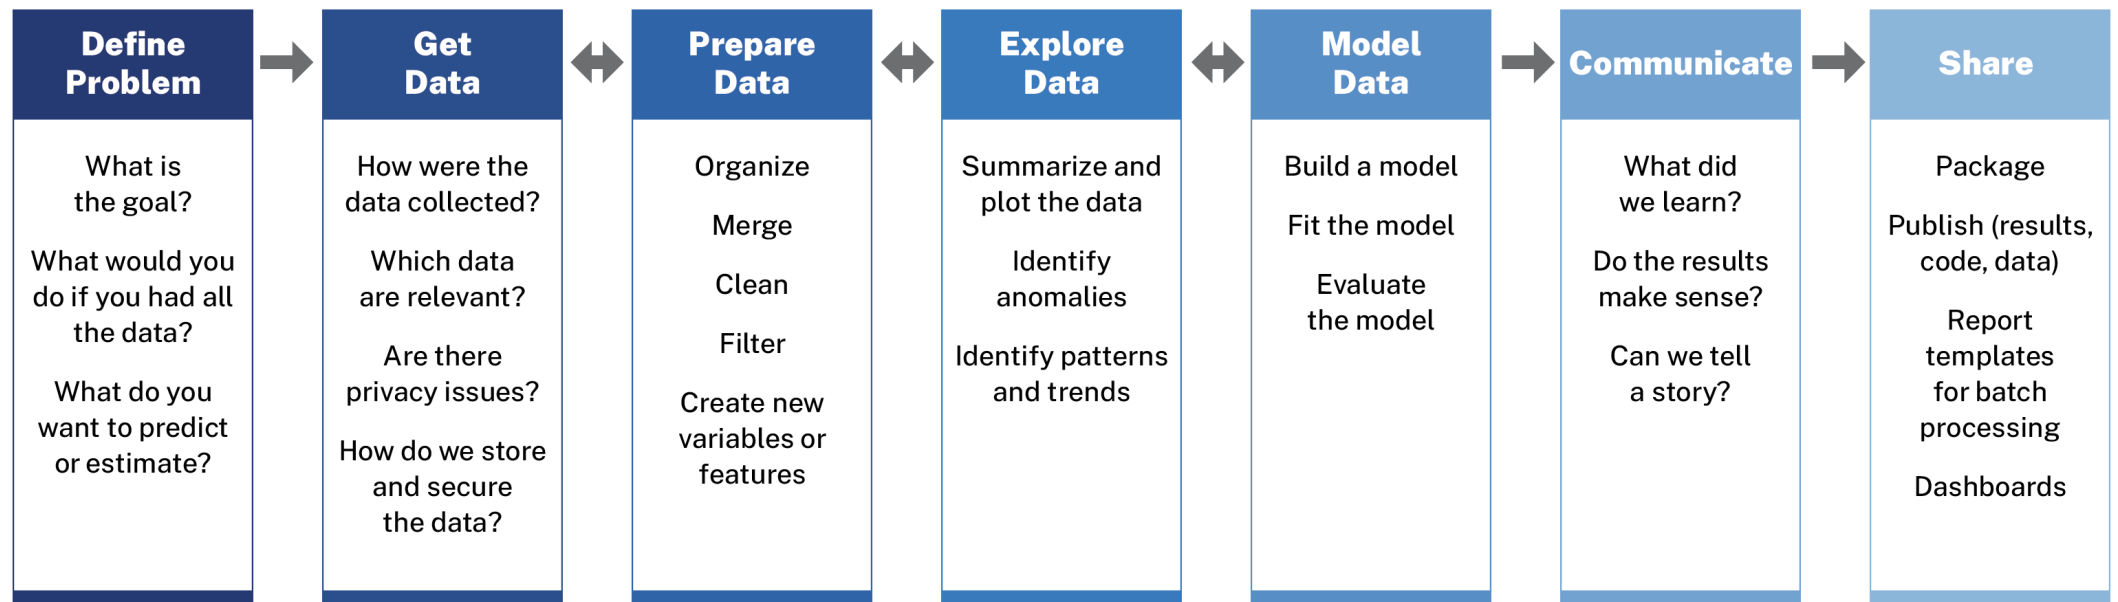 Define
Problem
What is
the goal?
What would you
do if you had all
the data?
What do you
want to predict
or estimate?
Get
Data
How were the
data collected?
Which data
are relevant?
Are there
privacy issues?
How do we store
and secure
the data?
Prepare
Data
Organize
Merge
Clean
Filter
Create new
variables or
features
Explore
Data
Summarize and
plot the data
Identify
anomalies
Identify patterns
and trends
Model
Data
Build a model
Fit the model
Evaluate
the model
Communicate
What did
we learn?
Do the results
make sense?
Can we tell
a story?
Share
Package
Publish (results,
code, data)
Report
templates
for batch
processing
Dashboards